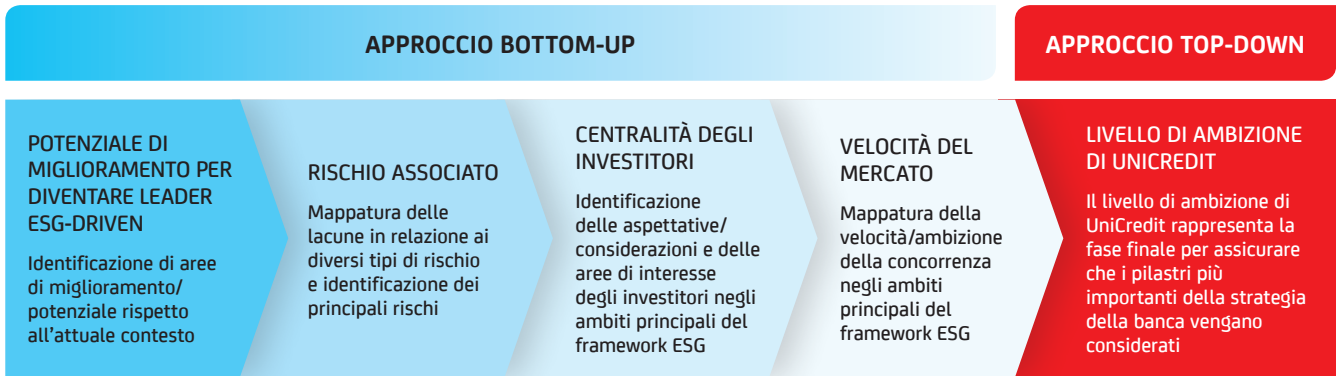 APPROCCIO BOTTOM-UP
APPROCCIO TOP-DOWN
POTENZIALE DI
MIGLIORAMENTO PER
DIVENTARE LEADER
ESG-DRIVEN
Identificazione di aree
di miglioramento/
potenziale rispetto
all'attuale contesto
RISCHIO ASSOCIATO
Mappatura delle
lacune in relazione ai
diversi tipi di rischio
e identificazione dei
principali rischi
CENTRALITÀ DEGLI
INVESTITORI
Identificazione
delle aspettative/
considerazioni e delle
aree di interesse
degli investitori negli
ambiti principali del
framework ESG
VELOCITÀ DEL
MERCATO
Mappatura della
velocità/ambizione
della concorrenza
negli ambiti
principali del
framework ESG
LIVELLO DI AMBIZIONE
DI UNICREDIT
Il livello di ambizione di
UniCredit rappresenta la
fase finale per assicurare
che i pilastri più
importanti della strategia
della banca vengano
considerati